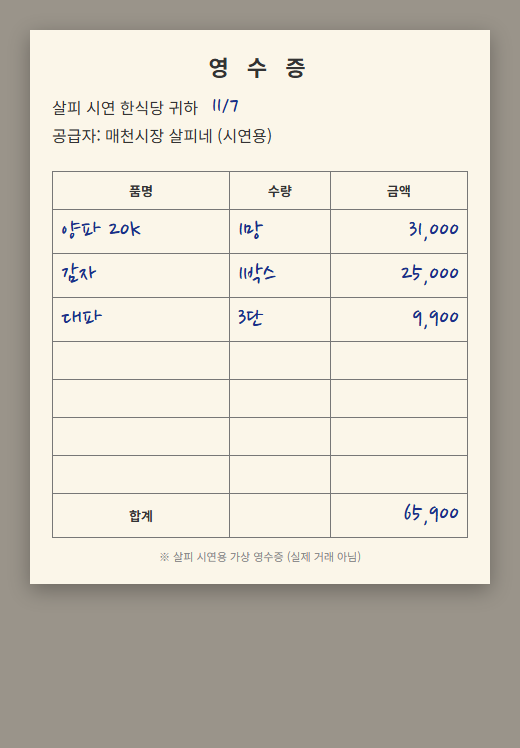 영 수 증
살피 시연 한식당 귀하 11/7
공급자: 매천시장 살피네 (시연용)
품명 수량 금액
양파 20k 1망 31,000
감자 11박스 25,000
대파 3단 9,900
합계 65,900
※ 살피 시연용 가상 영수증 (실제 거래 아님)